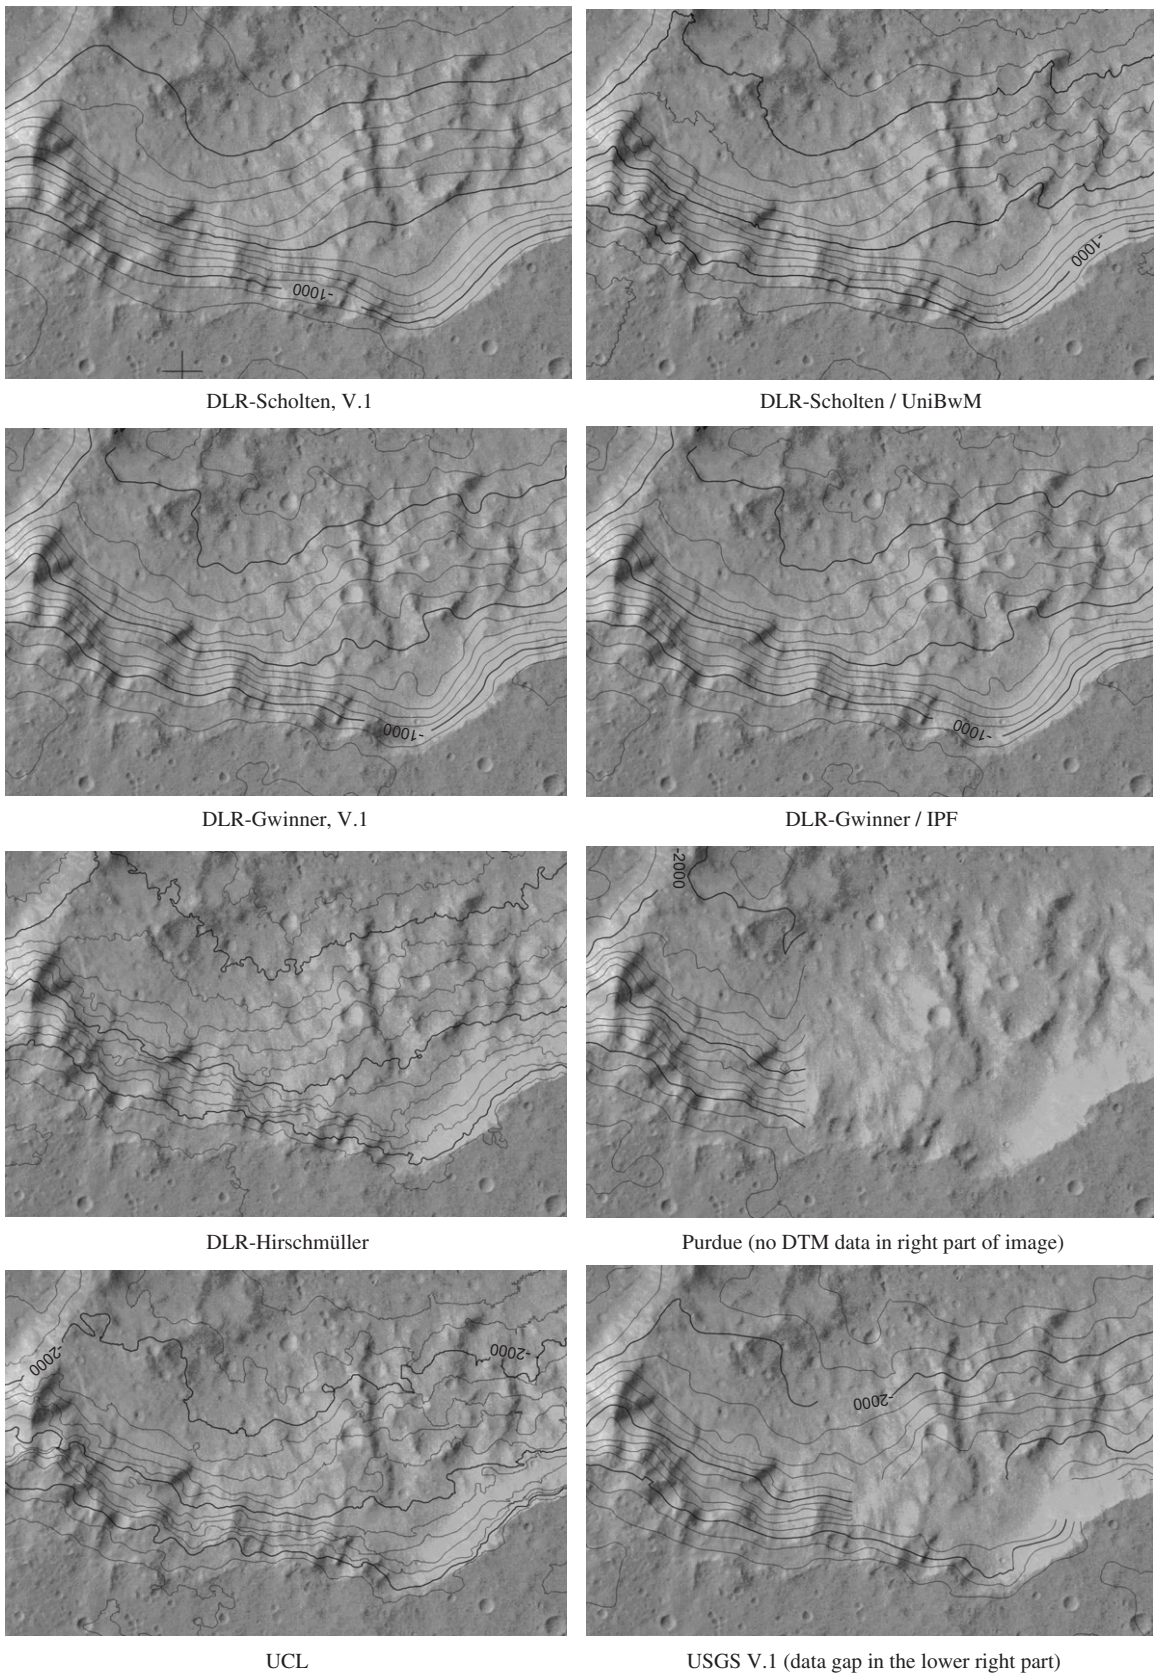 -1000
-1000
DLR-Scholten, V.1
DLR-Scholten / UniBwM
-1000
-1000
DLR-Gwinner, V.1
DLR-Gwinner / IPF
-2000
DLR-Hirschmüller
Purdue (no DTM data in right part of image)
-2000
-2000
-2000
UCL
USGS V.1 (data gap in the lower right part)